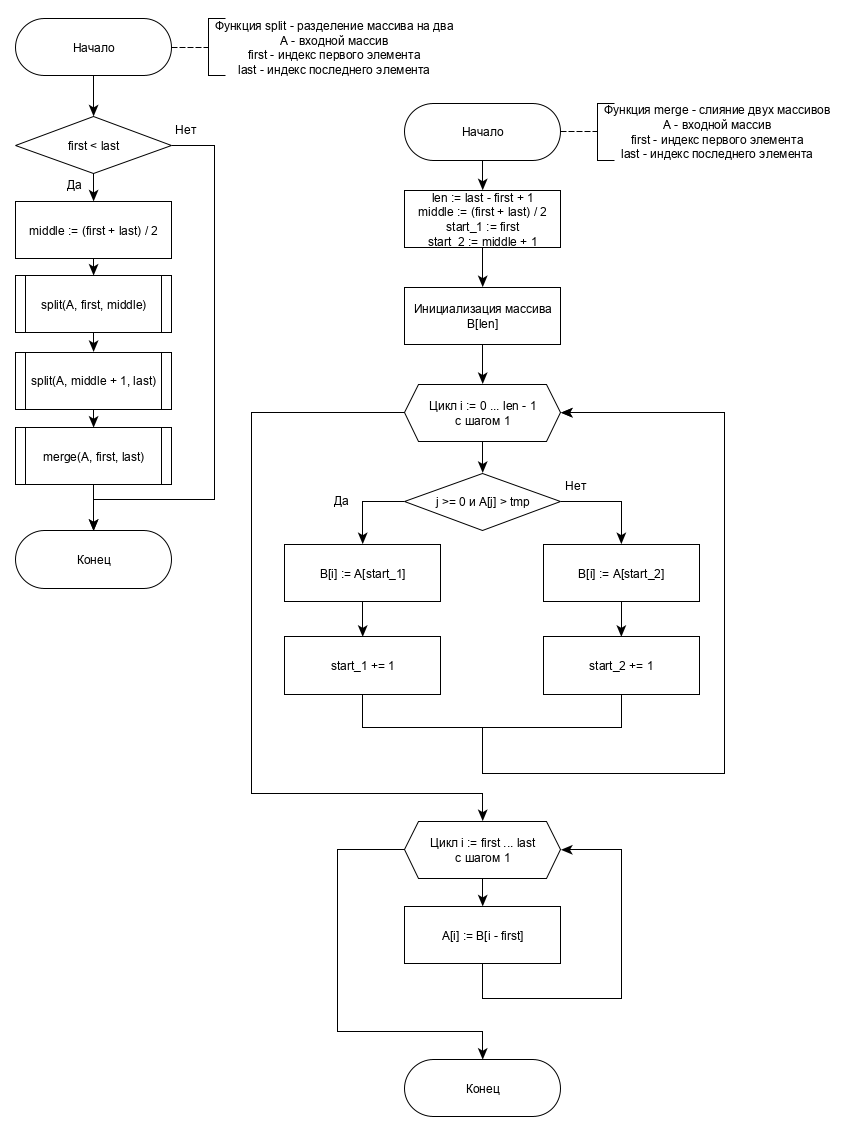 Начало
Функция split - разделение массива на два
A - входной массив
first - индекс первого элемента
last - индекс последнего элемента
first < last
Нет
Да
middle := (first + last) / 2
split(A, first, middle)
split(A, middle + 1, last)
merge(A, first, last)
Конец
Начало
Функция merge - слияние двух массивов
A - входной массив
first - индекс первого элемента
last - индекс последнего элемента
len := last - first + 1
middle := (first + last) / 2
start_1 := first
start_2 := middle + 1
Инициализация массива
B[len]
Цикл i := 0 ... len - 1
с шагом 1
j >= 0 и A[j] > tmp
Да
Нет
B[i] := A[start_1]
B[i] := A[start_2]
start_1 += 1
start_2 += 1
Цикл i := first ... last
с шагом 1
A[i] := B[i - first]
Конец